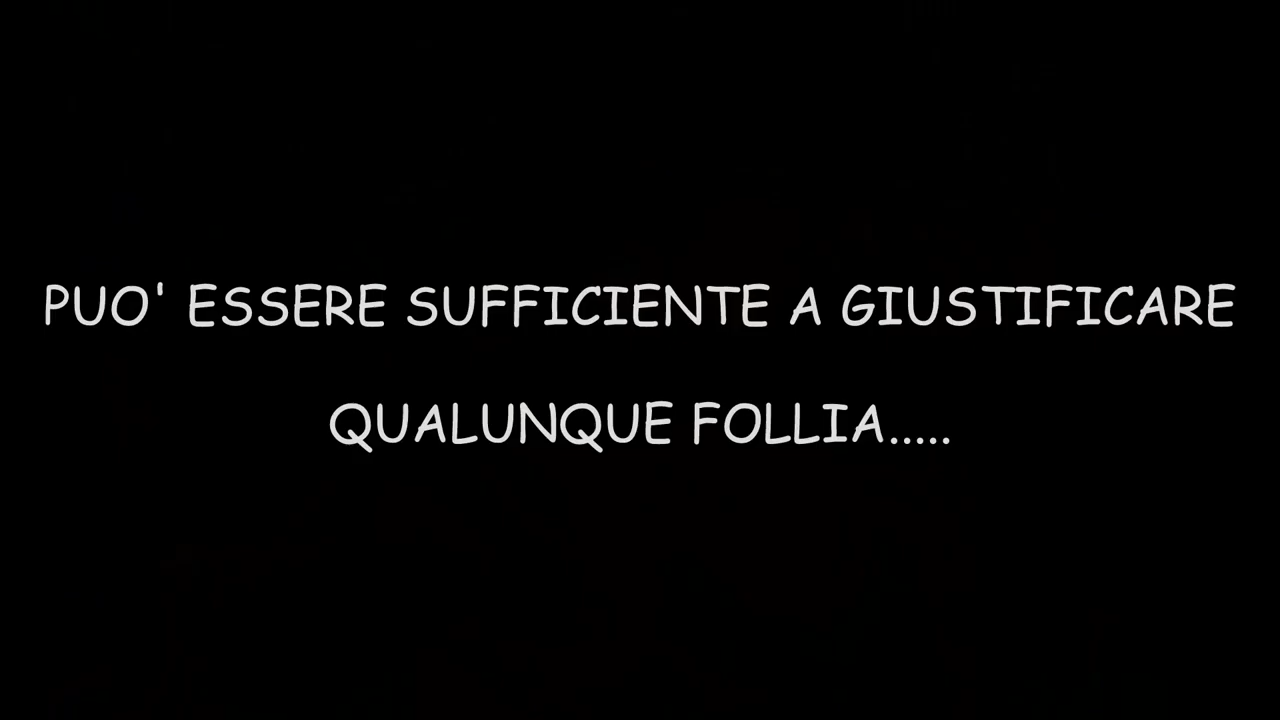 PUO' ESSERE SUFFICIENTE A GIUSTIFICARE
QUALUNQUE FOLLIA.....